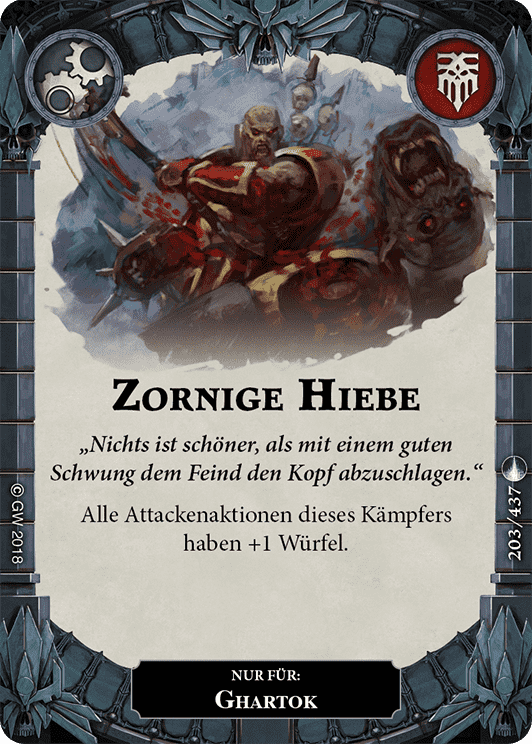 Zornige Hiebe
„Nichts ist schöner, als mit einem guten
Schwung dem Feind den Kopf abzuschlagen.“
Alle Attackenaktionen dieses Kämpfers
haben +1 Würfel.
© GW 2018
203/437
NUR FÜR:
Ghartok